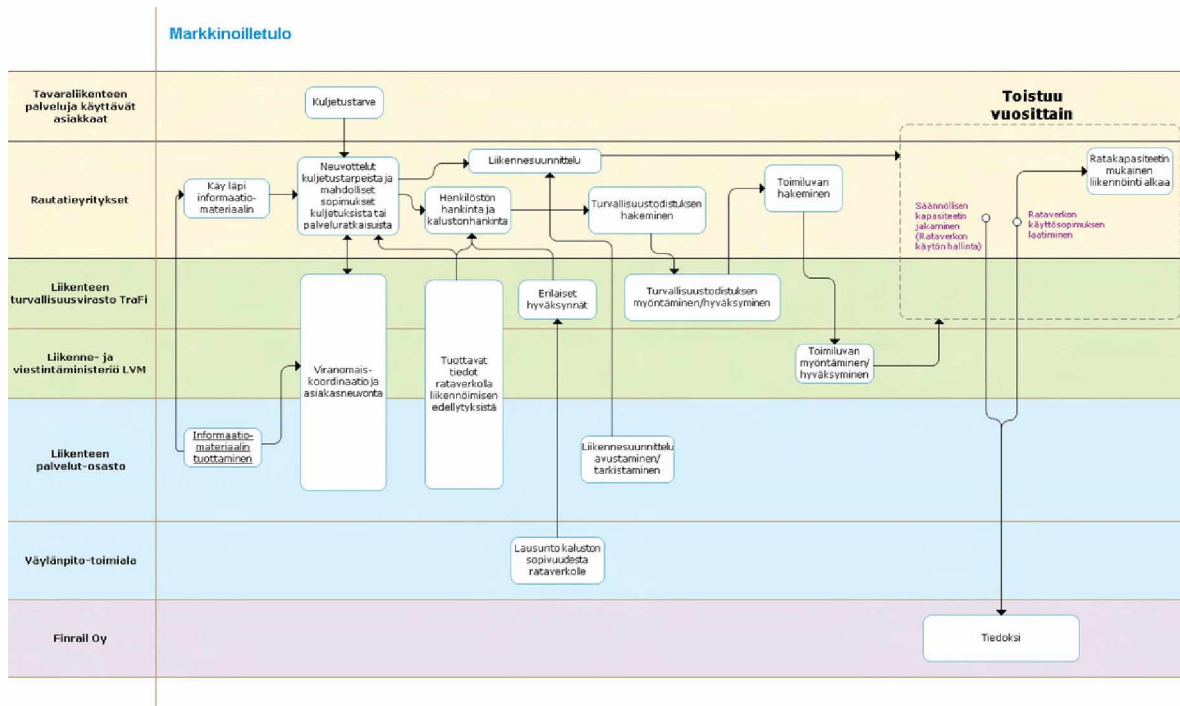 Markkinoilletulo
Tavaraliikenteen
palveluja käyttävät
asiakkaat
Kuljetustarve
Toistuu
vuosittain
Rautatieyritykset
Käy läpi
informaatio-
materiaalin
Neuvottelut
kuljetustarpeista ja
mahdolliset
sopimukset
kuljetuksista tai
palveluratkaisusta
Liikennesuunnittelu
Henkilöstön
hankinta ja
kalustonhankinta
Turvallisuustodistuksen
hakeminen
Toimiluvan
hakeminen
Säännöllisen
kapasiteetin
jakaminen
(Rataverkon
käytön hallinta)
Rataverkon
käyttösopimuksen
laatiminen
Ratakapasiteetin
mukainen
liikennöinti alkaa
Liikenteen
turvallisuusvirasto TraFi
Erilaiset
hyväksynnät
Turvallisuustodistuksen
myöntäminen/hyväksyminen
Liikenne- ja
viestintäministeriö LVM
Viranomais-
koordinaatio ja
asiakasneuvonta
Tuottavat
tiedot
rataverkolla
liikennöimisen
edellytyksistä
Toimiluvan
myöntäminen/
hyväksyminen
Liikenteen
palvelut-osasto
Informaatio-
materiaalin
tuottaminen
Liikennesuunnittelu
avustaminen/
tarkistaminen
Väylänpito-toimiala
Lausunto kaluston
sopivuudesta
rataverkolle
Finrail Oy
Tiedoksi